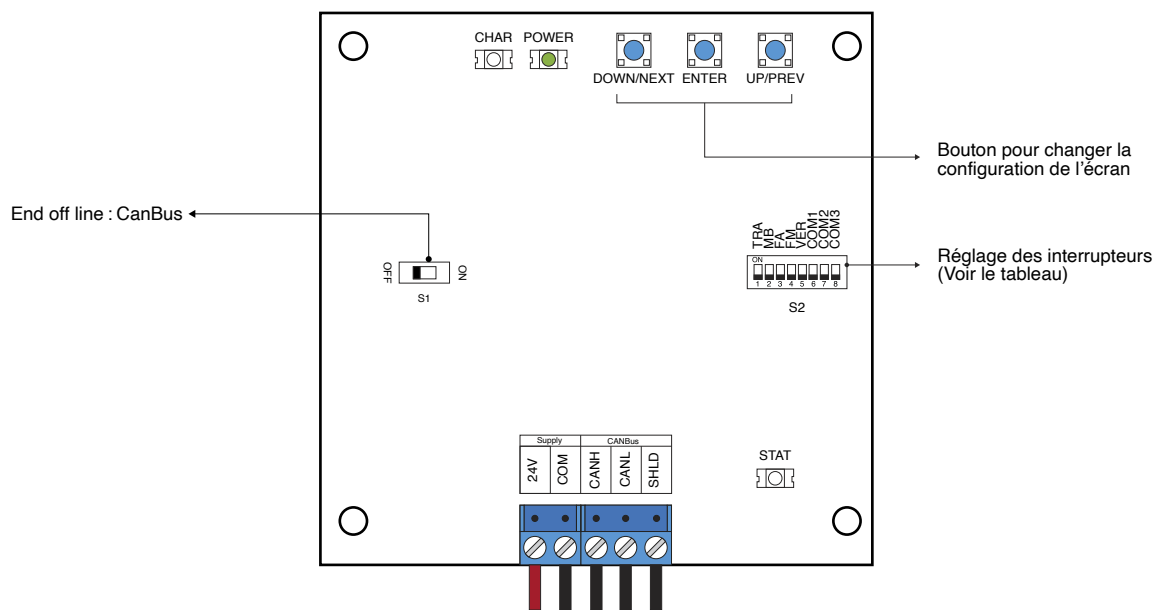 CHAR POWER
DOWN/NEXT ENTER UP/PREV
Bouton pour changer la
configuration de l'écran
End off line : CanBus
OFF ON
S1
TRA
MB
FA
FM
VER
COM1
COM2
COM3
ON
1 2 3 4 5 6 7 8
S2
Réglage des interrupteurs
(Voir le tableau)
Supply CANBus
24V COM CANH CANL SHLD
STAT